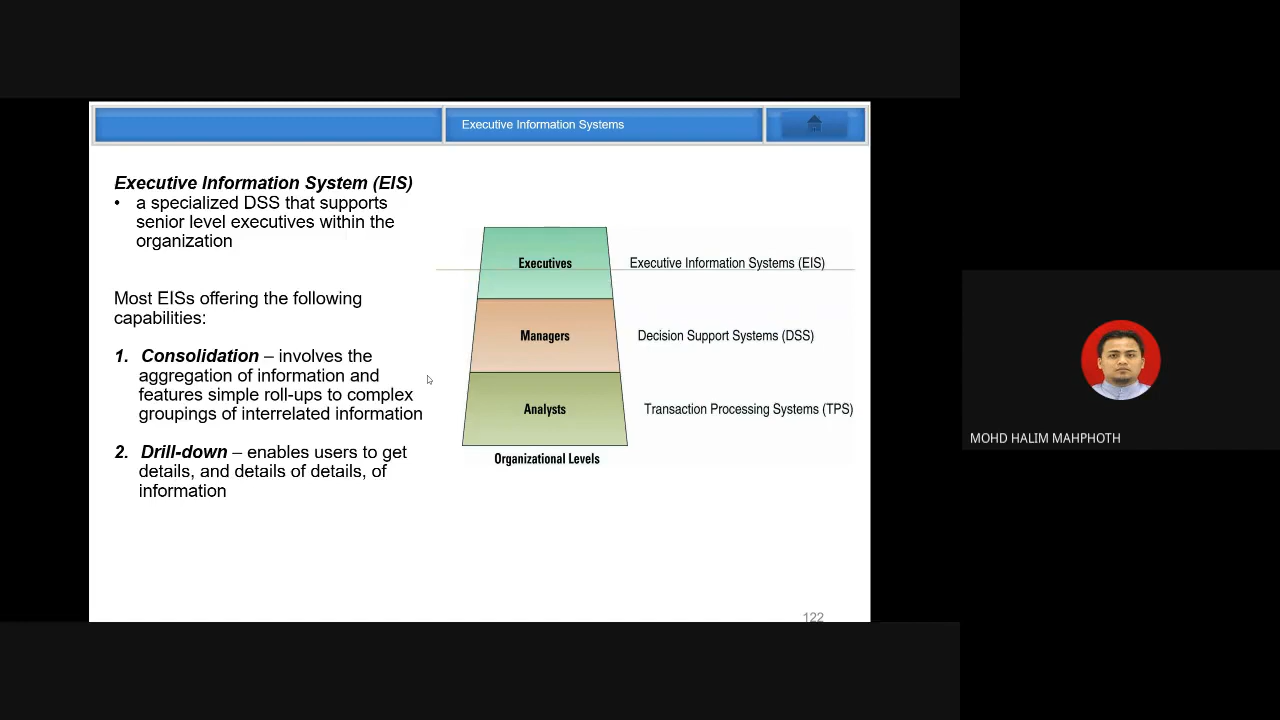 Executive Information Systems
Executive Information System (EIS)
• a specialized DSS that supports
senior level executives within the
organization
Most EISs offering the following
capabilities:
1. Consolidation – involves the
aggregation of information and
features simple roll-ups to complex
groupings of interrelated information
2. Drill-down – enables users to get
details, and details of details, of
information
Executives
Executive Information Systems (EIS)
Managers
Decision Support Systems (DSS)
Analysts
Transaction Processing Systems (TPS)
Organizational Levels
122
MOHD HALIM MAHPHOTH